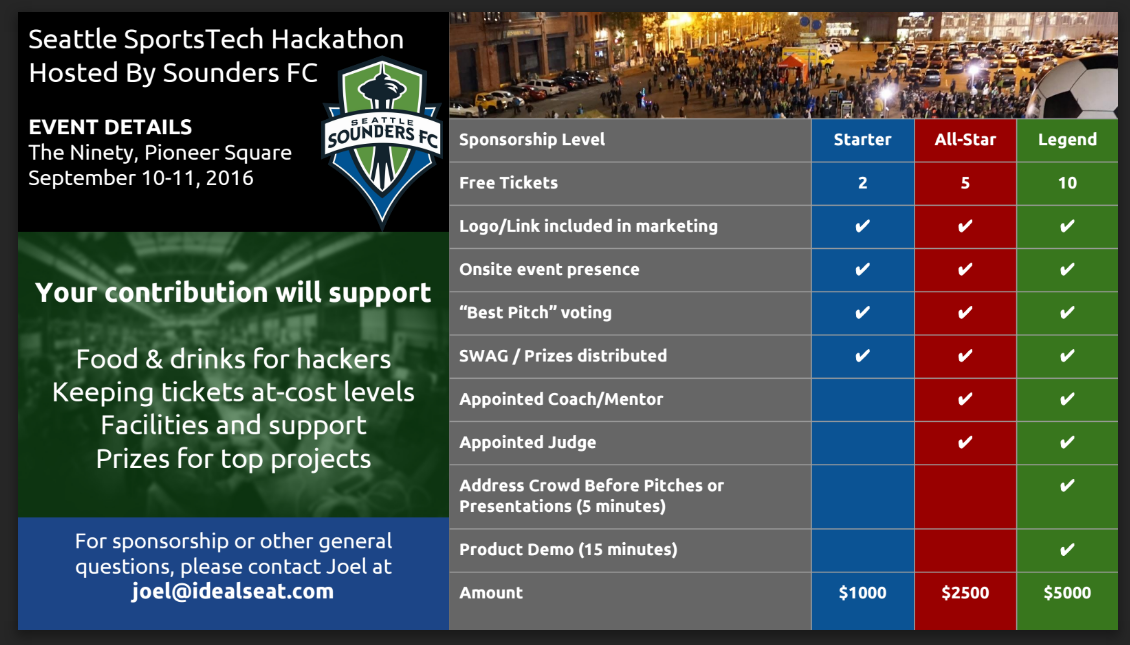 Seattle SportsTech Hackathon
Hosted By Sounders FC
EVENT DETAILS
The Ninety, Pioneer Square
September 10-11, 2016
SEATTLE
SOUNDERS FC
Your contribution will support
Food & drinks for hackers
Keeping tickets at-cost levels
Facilities and support
Prizes for top projects
For sponsorship or other general
questions, please contact Joel at
joel@idealseat.com
Sponsorship Level Starter All-Star Legend
Free Tickets 2 5 10
Logo/Link included in marketing ✔ ✔ ✔
Onsite event presence ✔ ✔ ✔
“Best Pitch” voting ✔ ✔ ✔
SWAG / Prizes distributed ✔ ✔ ✔
Appointed Coach/Mentor ✔ ✔
Appointed Judge ✔ ✔
Address Crowd Before Pitches or ✔
Presentations (5 minutes)
Product Demo (15 minutes) ✔
Amount $1000 $2500 $5000